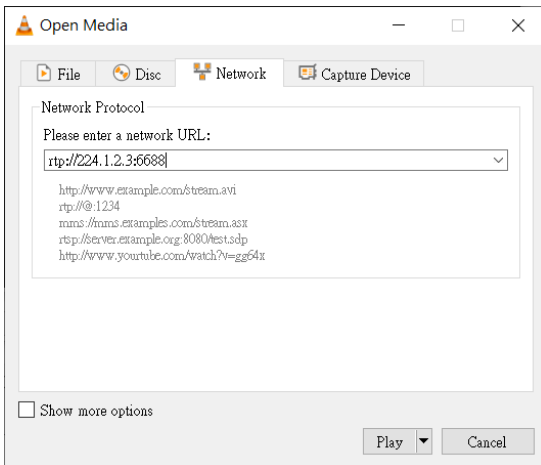 Open Media
File Disc Network Capture Device
Network Protocol
Please enter a network URL:
rtp://224.1.2.3:6688
http://www.example.com/stream.avi
rtp://@:1234
mms://mms.examples.com/stream.asx
rtsp://server.example.org:8080/test.sdp
http://www.yourtube.com/watch?v=gg64x
Show more options
Play Cancel